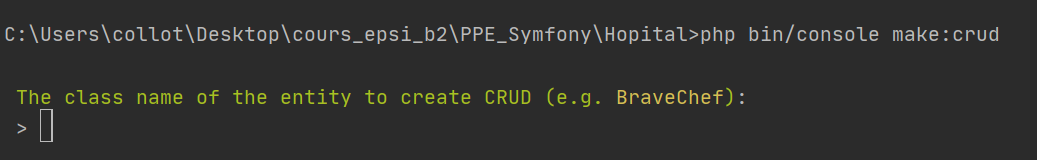 C:\Users\collot\Desktop\cours_epsi_b2\PPE_Symfony\Hopital>php bin/console make:crud
The class name of the entity to create CRUD (e.g. BraveChef):
>